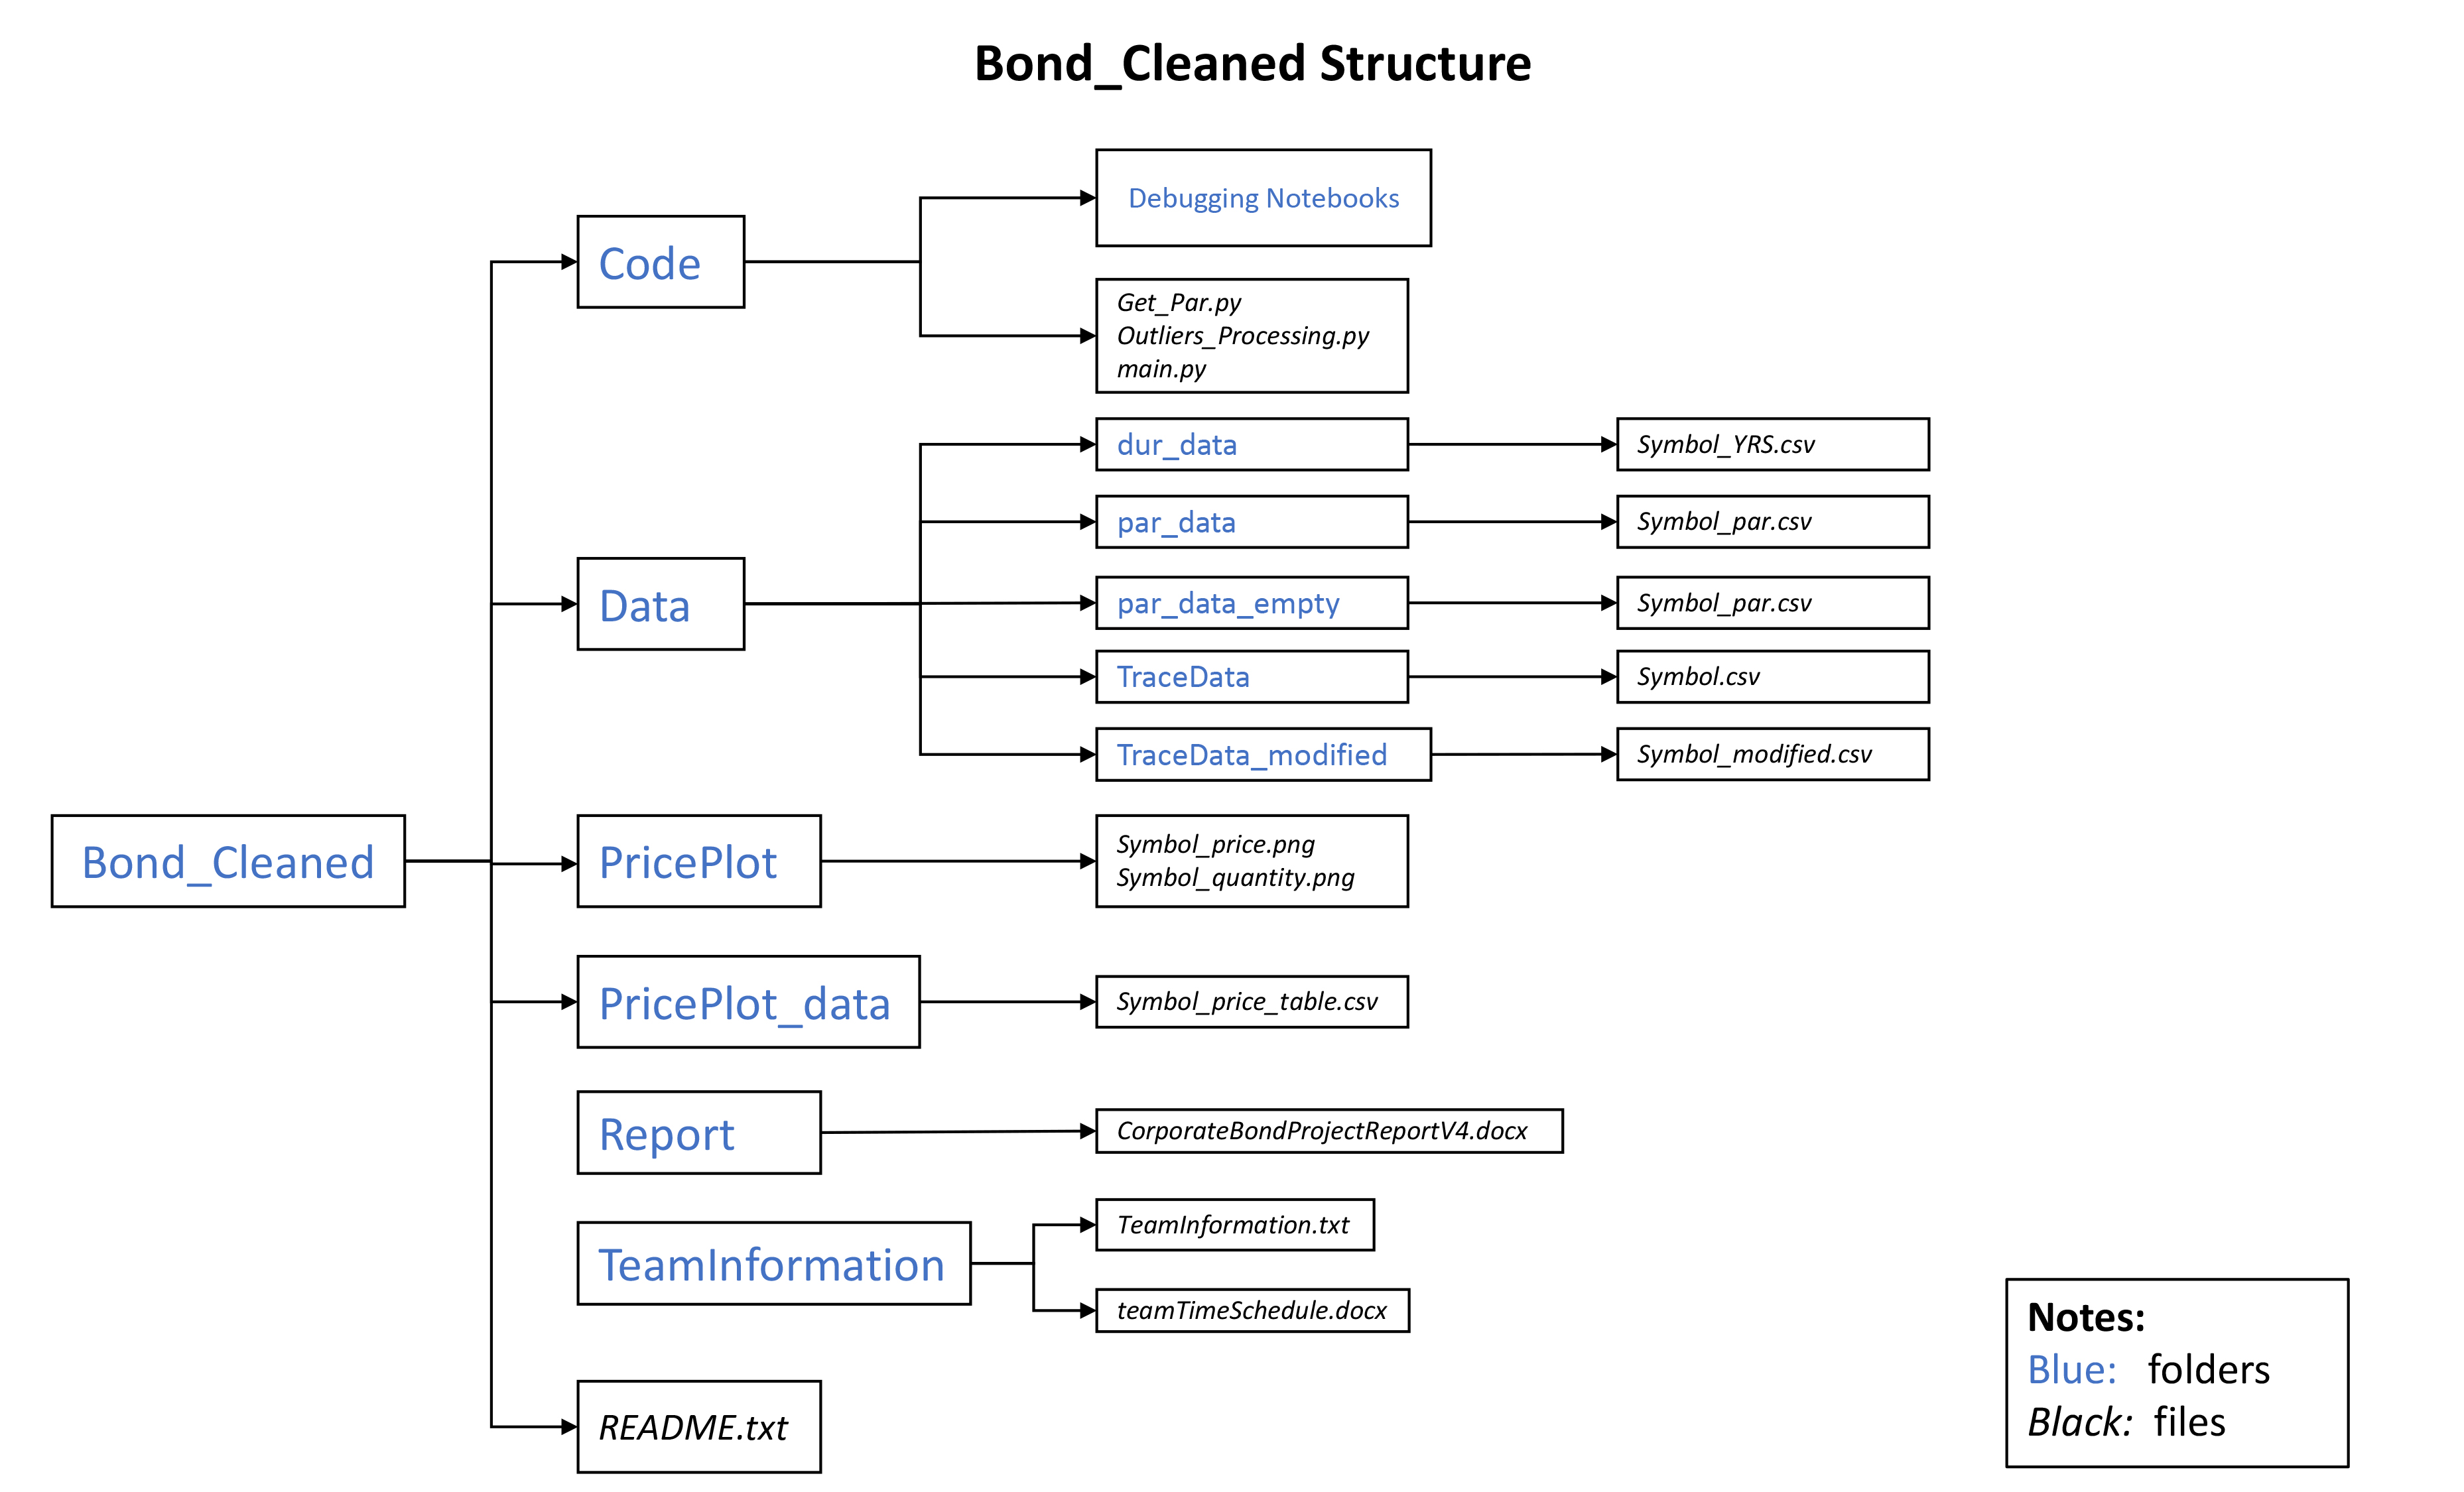 Bond_Cleaned Structure
Debugging Notebooks
Code
Get_Par.py
Outliers_Processing.py
main.py
dur_data
Symbol_YRS.csv
par_data
Symbol_par.csv
Data
par_data_empty
Symbol_par.csv
TraceData
Symbol.csv
TraceData_modified
Symbol_modified.csv
Bond_Cleaned
PricePlot
Symbol_price.png
Symbol_quantity.png
PricePlot_data
Symbol_price_table.csv
Report
CorporateBondProjectReportV4.docx
TeamInformation
TeamInformation.txt
teamTimeSchedule.docx
README.txt
Notes:
Blue: folders
Black: files